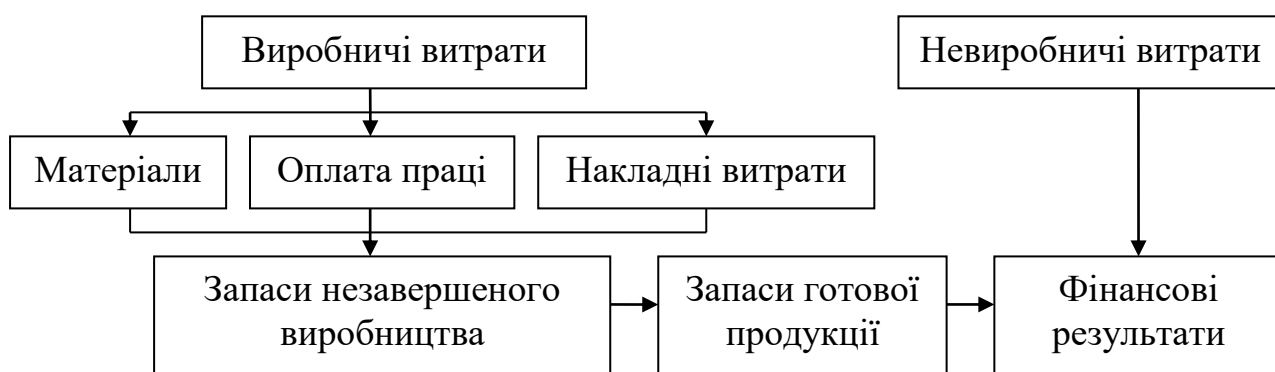 Виробничі витрати
Невиробничі витрати
Матеріали
Оплата праці
Накладні витрати
Запаси незавершеного
виробництва
Запаси готової
продукції
Фінансові
результати